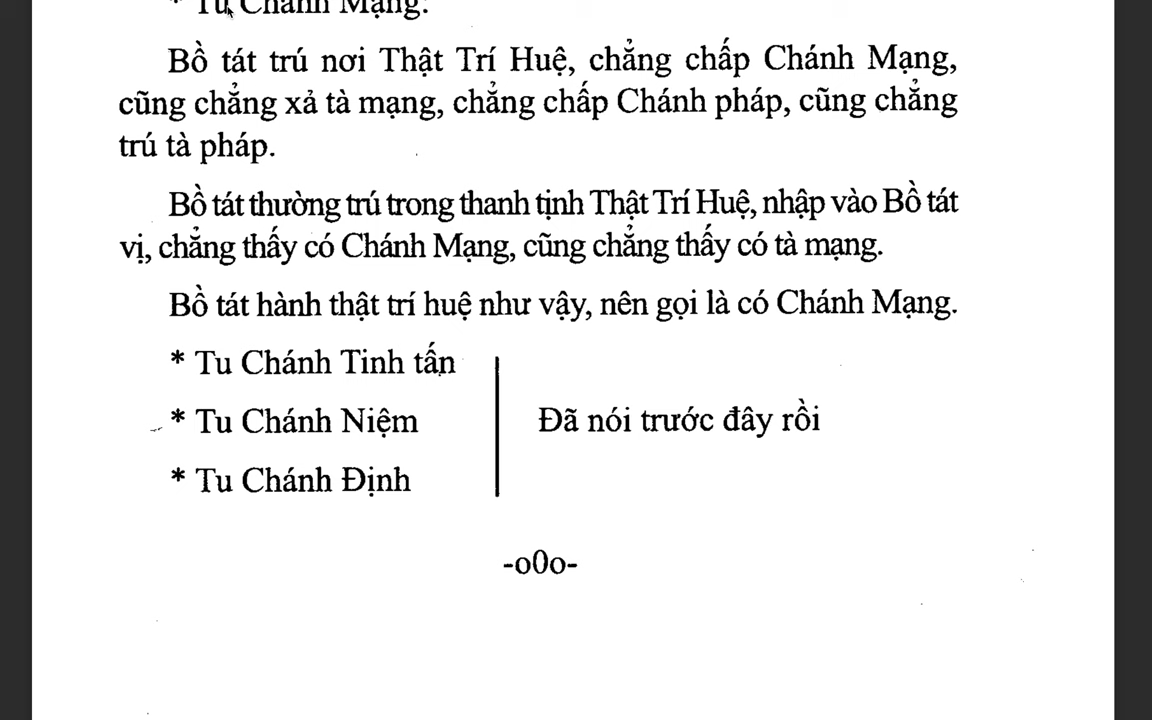 * Tu Chánh Mạng:
Bồ tát trú nơi Thật Trí Huệ, chẳng chấp Chánh Mạng,
cũng chẳng xả tà mạng, chẳng chấp Chánh pháp, cũng chẳng
trú tà pháp.
Bồ tát thường trú trong thanh tịnh Thật Trí Huệ, nhập vào Bồ tát
vị, chẳng thấy có Chánh Mạng, cũng chẳng thấy có tà mạng.
Bồ tát hành thật trí huệ như vậy, nên gọi là có Chánh Mạng.
* Tu Chánh Tinh tấn
* Tu Chánh Niệm
Đã nói trước đây rồi
* Tu Chánh Định
-o0o-